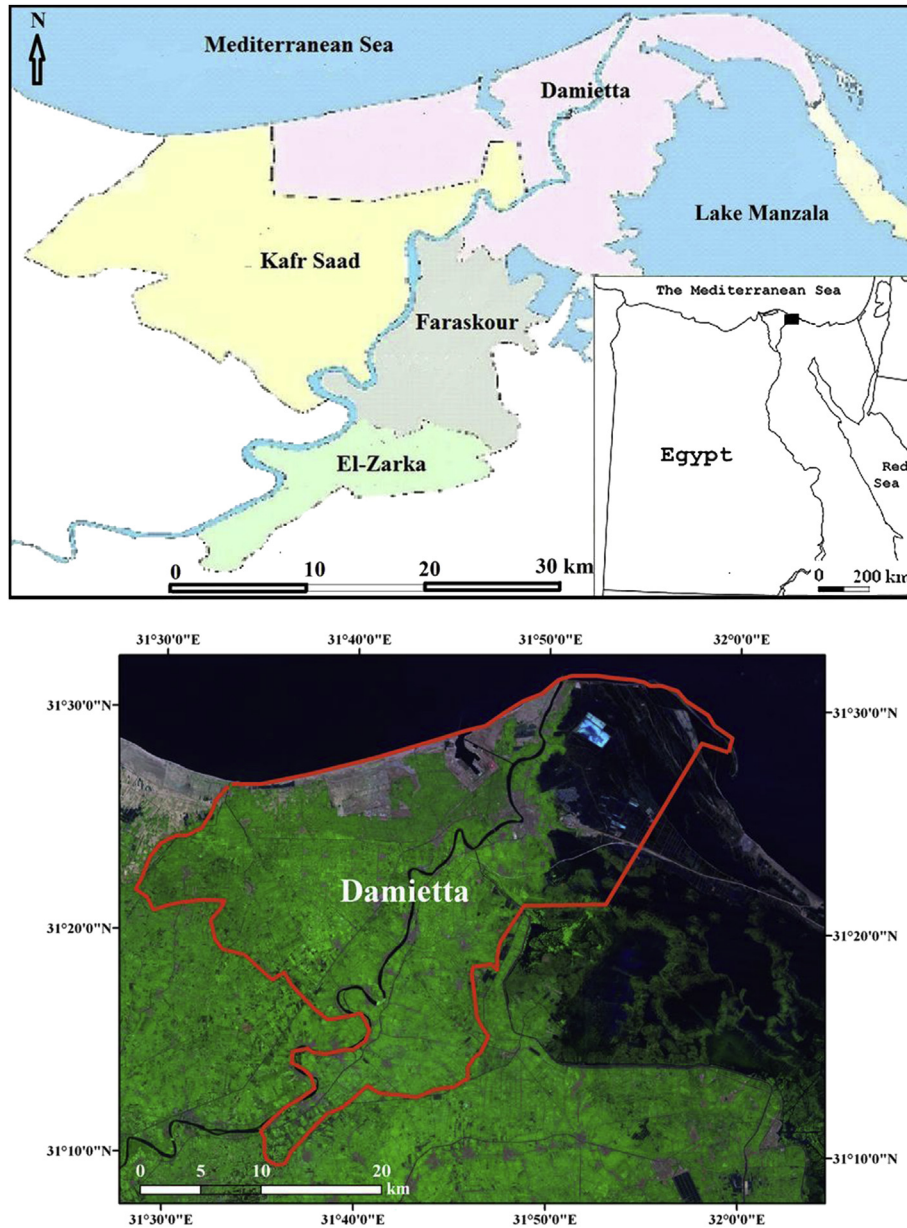 N
Mediterranean Sea
Damietta
Lake Manzala
Kafr Saad
Faraskour
El-Zarka
0 10 20 30 km
The Mediterranean Sea
Egypt
Red
Sea
0 200 km
31°30'0"E 31°40'0"E 31°50'0"E 32°0'0"E
31°30'0"N 31°30'0"N
Damietta
31°20'0"N 31°20'0"N
31°10'0"N 31°10'0"N
0 5 10 20
km
31°30'0"E 31°40'0"E 31°50'0"E 32°0'0"E